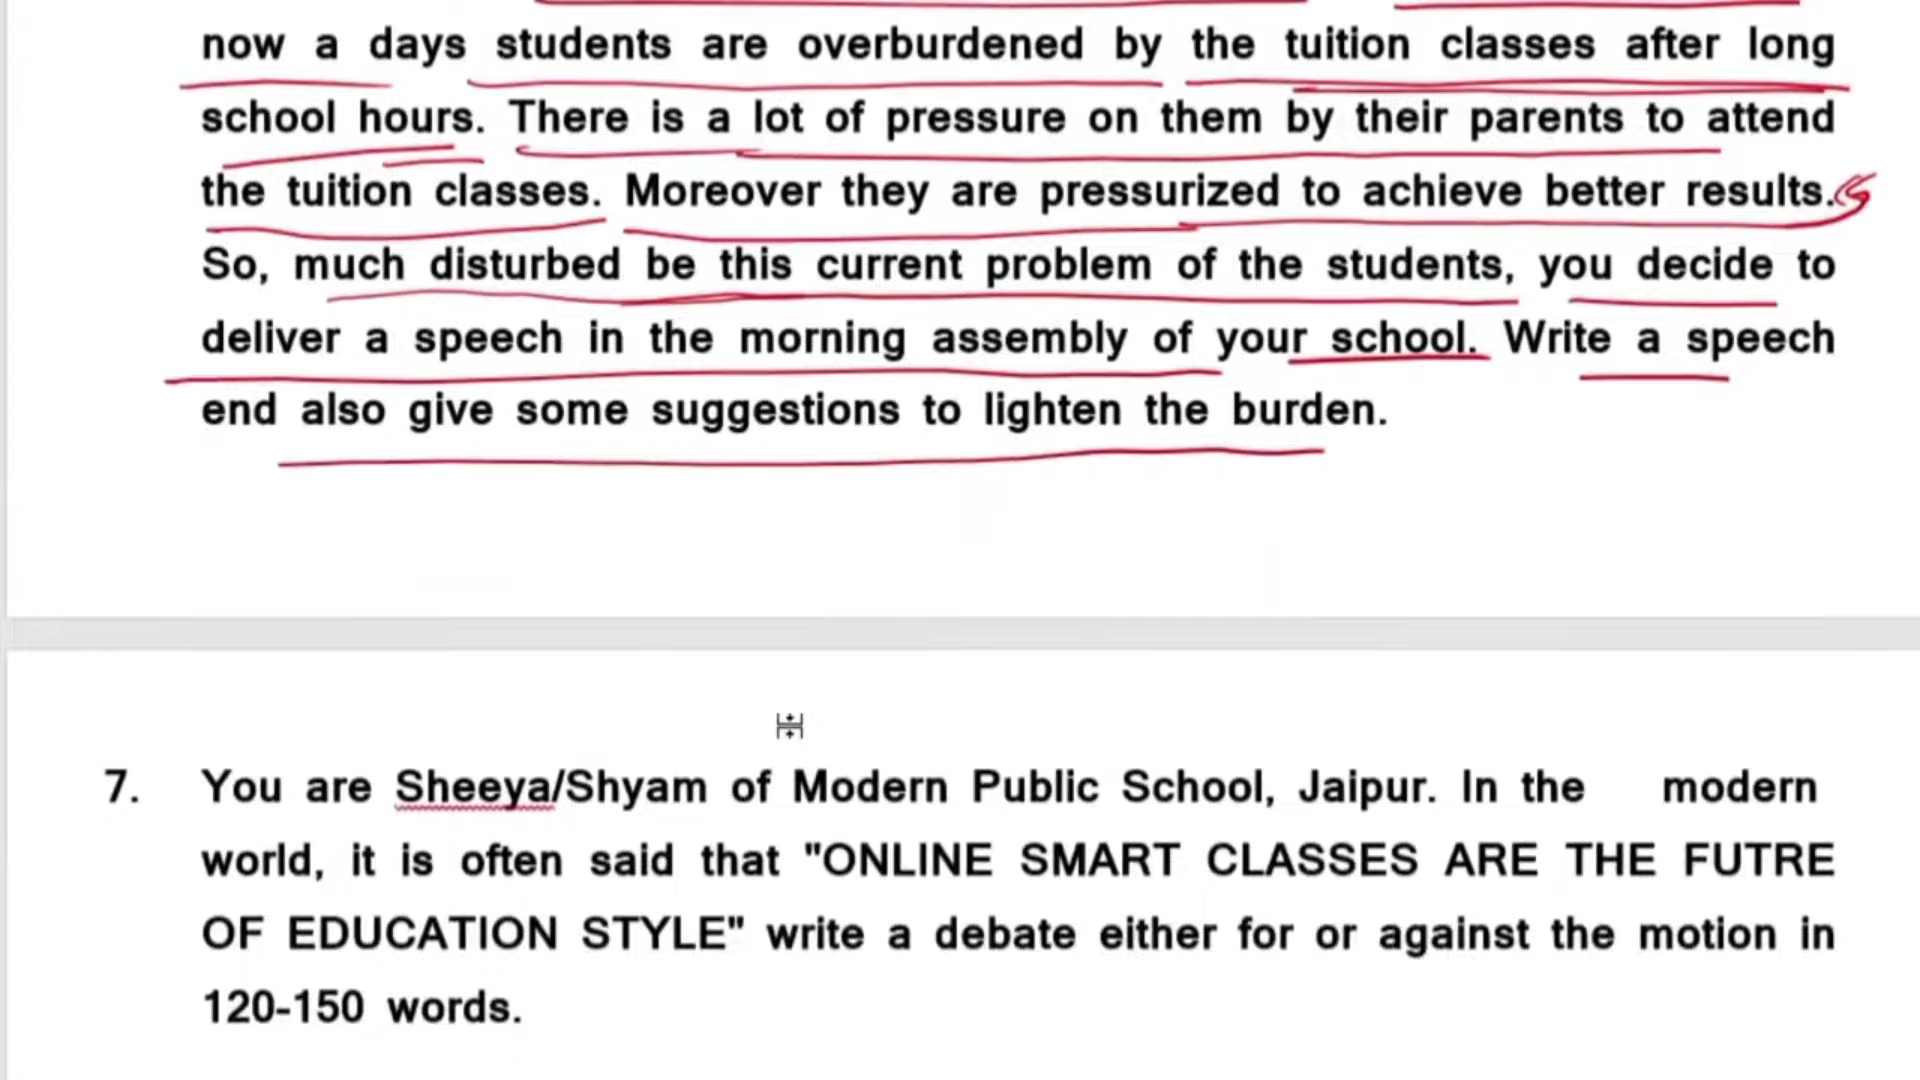 now a days students are overburdened by the tuition classes after long
school hours. There is a lot of pressure on them by their parents to attend
the tuition classes. Moreover they are pressurized to achieve better results.
So, much disturbed be this current problem of the students, you decide to
deliver a speech in the morning assembly of your school. Write a speech
end also give some suggestions to lighten the burden.
7. You are Sheeya/Shyam of Modern Public School, Jaipur. In the modern
world, it is often said that "ONLINE SMART CLASSES ARE THE FUTRE
OF EDUCATION STYLE" write a debate either for or against the motion in
120-150 words.